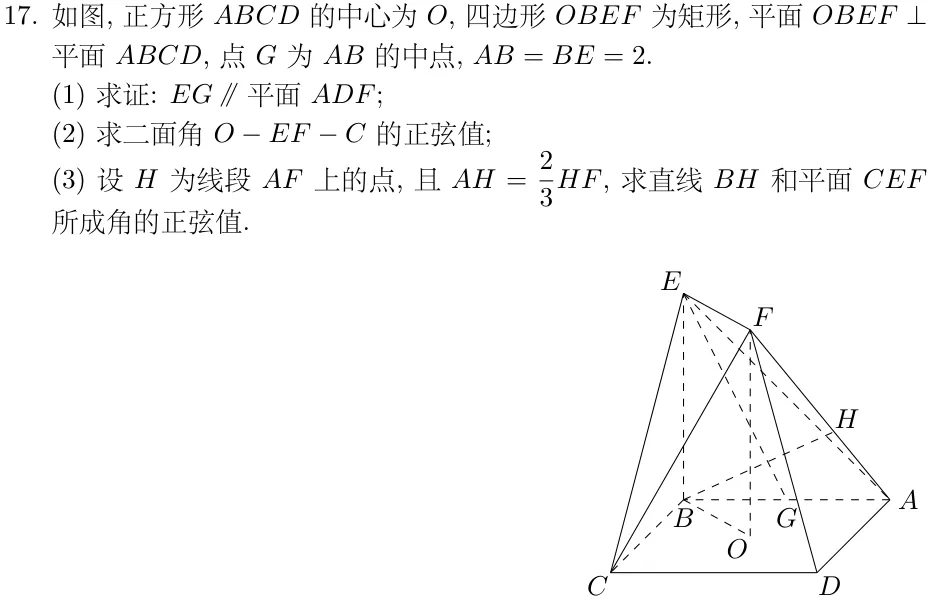 17. 如图, 正方形 ABCD 的中心为 O, 四边形 OBEF 为矩形, 平面 OBEF ⊥
平面 ABCD, 点 G 为 AB 的中点, AB = BE = 2.
(1) 求证: EG ∥ 平面 ADF;
(2) 求二面角 O − EF − C 的正弦值;
(3) 设 H 为线段 AF 上的点, 且 AH = \frac{2}{3}HF, 求直线 BH 和平面 CEF
所成角的正弦值.
E
F
H
B
G
A
O
C
D